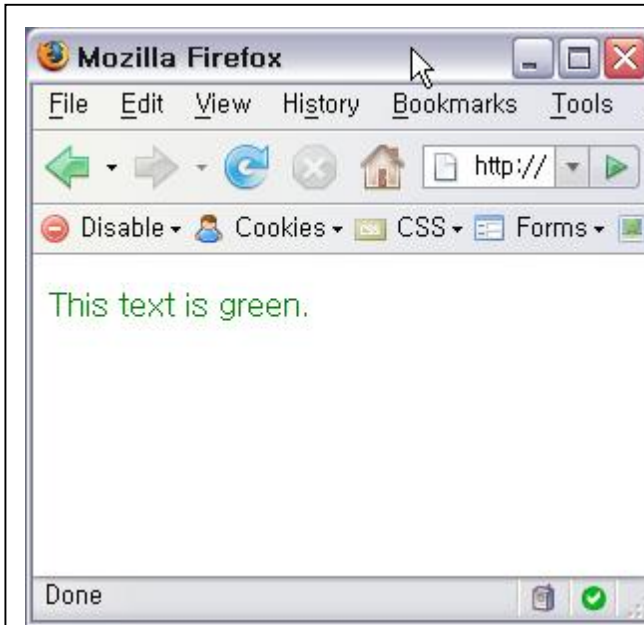 Mozilla Firefox
File Edit View History Bookmarks Tools
http://
Disable Cookies CSS Forms
This text is green.
Done